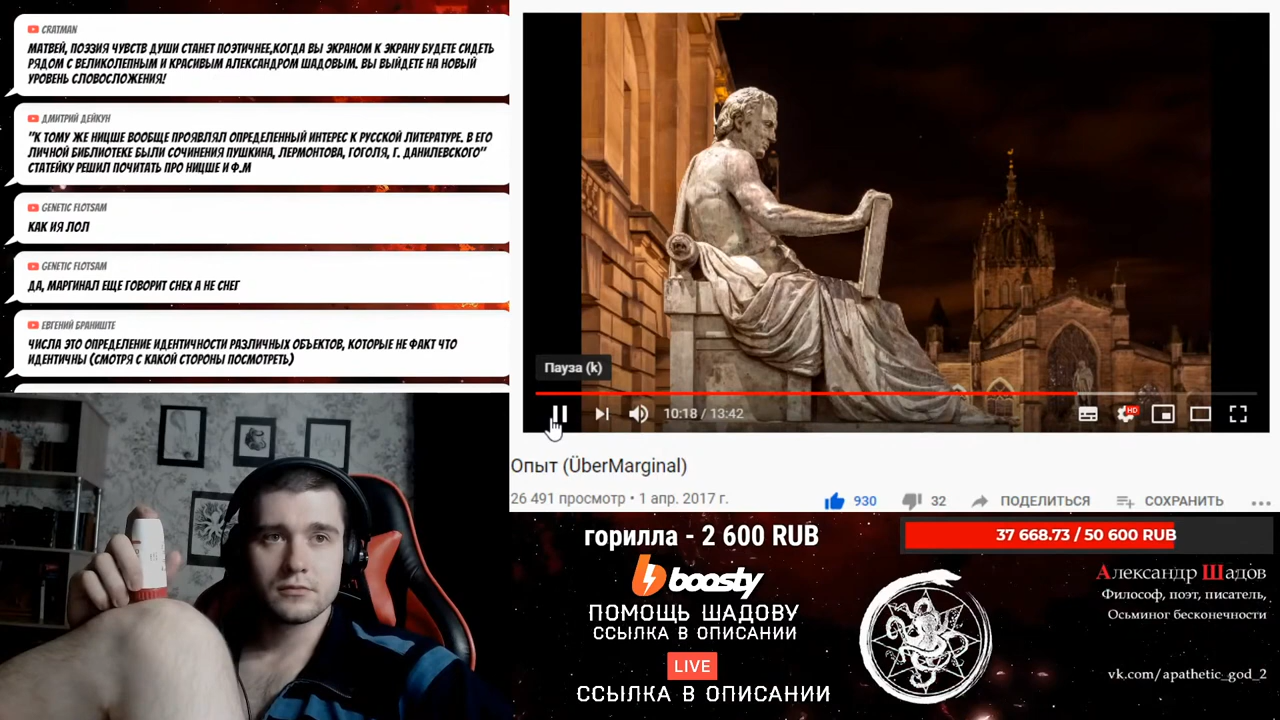 CRATMAN
МАТВЕЙ, ПОЭЗИЯ ЧУВСТВ ДУШИ СТАНЕТ ПОЭТИЧНЕЕ,КОГДА ВЫ ЭКРАНОМ К ЭКРАНУ БУДЕТЕ СИДЕТЬ
РЯДОМ С ВЕЛИКОЛЕПНЫМ И КРАСИВЫМ АЛЕКСАНДРОМ ШАДОВЫМ. ВЫ ВЫЙДЕТЕ НА НОВЫЙ
УРОВЕНЬ СЛОВОСЛОЖЕНИЯ!
ДМИТРИЙ ДЕЙКУН
"К ТОМУ ЖЕ НИЦШЕ ВООБЩЕ ПРОЯВЛЯЛ ОПРЕДЕЛЕННЫЙ ИНТЕРЕС К РУССКОЙ ЛИТЕРАТУРЕ. В ЕГО
ЛИЧНОЙ БИБЛИОТЕКЕ БЫЛИ СОЧИНЕНИЯ ПУШКИНА, ЛЕРМОНТОВА, ГОГОЛЯ, Г. ДАНИЛЕВСКОГО"
СТАТЕЙКУ РЕШИЛ ПОЧИТАТЬ ПРО НИЦШЕ И Ф.М
GENETIC FLOTSAM
КАК ИЯ ЛОЛ
GENETIC FLOTSAM
ДА, МАРГИНАЛ ЕЩЕ ГОВОРИТ СНЕХ А НЕ СНЕГ
ЕВГЕНИЙ БРАНИШТЕ
ЧИСЛА ЭТО ОПРЕДЕЛЕНИЕ ИДЕНТИЧНОСТИ РАЗЛИЧНЫХ ОБЪЕКТОВ, КОТОРЫЕ НЕ ФАКТ ЧТО
ИДЕНТИЧНЫ (СМОТРЯ С КАКОЙ СТОРОНЫ ПОСМОТРЕТЬ)
Пауза (k)
10:18 / 13:42
HD
Опыт (ÜberMarginal)
26 491 просмотр • 1 апр. 2017 г.
930
32
ПОДЕЛИТЬСЯ
СОХРАНИТЬ
горилла - 2 600 RUB
37 668.73 / 50 600 RUB
boosty
ПОМОЩЬ ШАДОВУ
ССЫЛКА В ОПИСАНИИ
LIVE
ССЫЛКА В ОПИСАНИИ
Александр Шадов
Философ, поэт, писатель,
Осьминог бесконечности
vk.com/apathetic_god_2